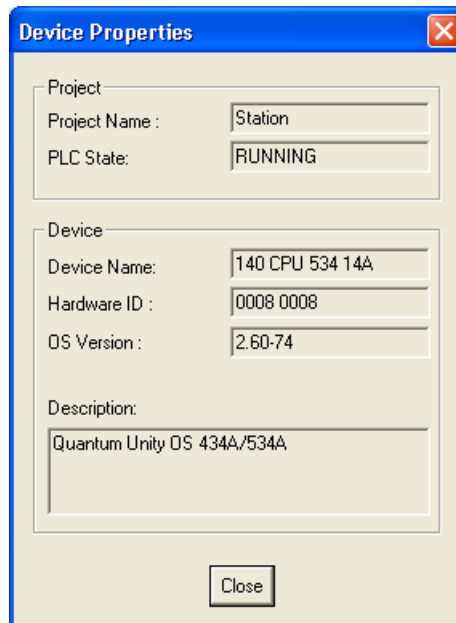 Device Properties
Project
Project Name : Station
PLC State: RUNNING
Device
Device Name: 140 CPU 534 14A
Hardware ID : 0008 0008
OS Version : 2.60-74
Description:
Quantum Unity OS 434A/534A
Close